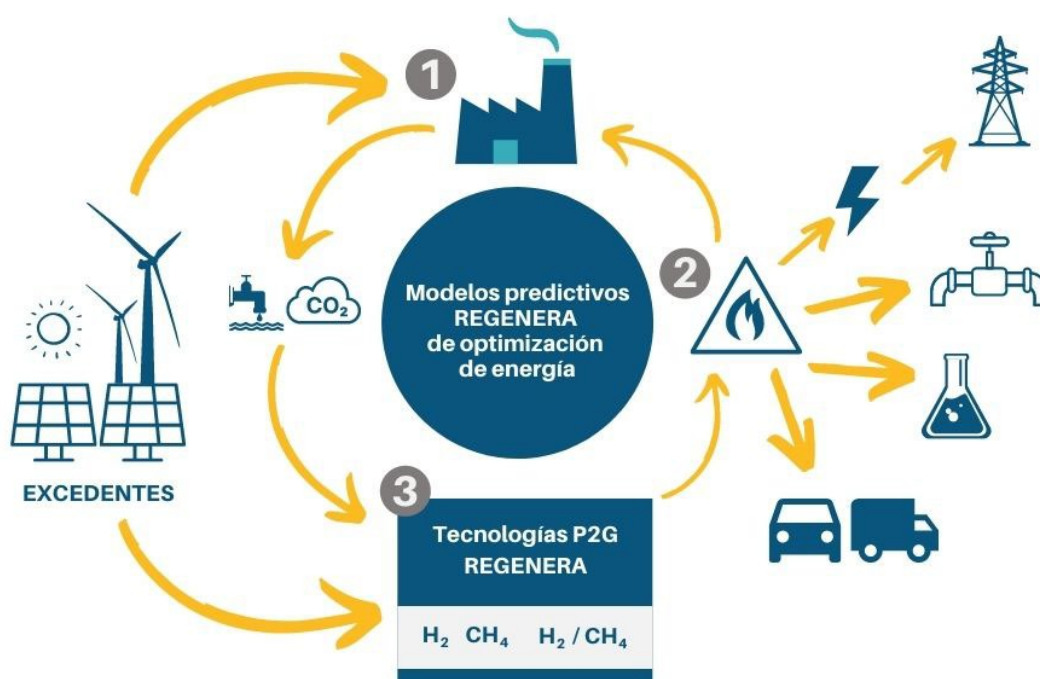 1
2
CO₂
Modelos predictivos
REGENERA
de optimización
de energía
EXCEDENTES
3
Tecnologías P2G
REGENERA
H₂ CH₄ H₂ / CH₄